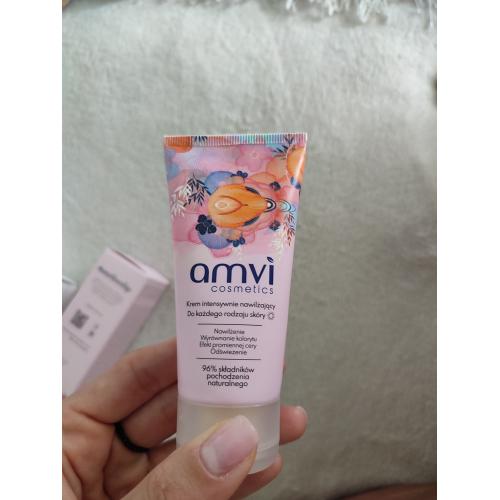 amvi
cosmetics
Krem intensywnie nawilżający
Do każdego rodzaju skóry
Nawilżenie
Wyrównanie kolorytu
Efekt promiennej cery
Odświeżenie
96% składników
pochodzenia
naturalnego